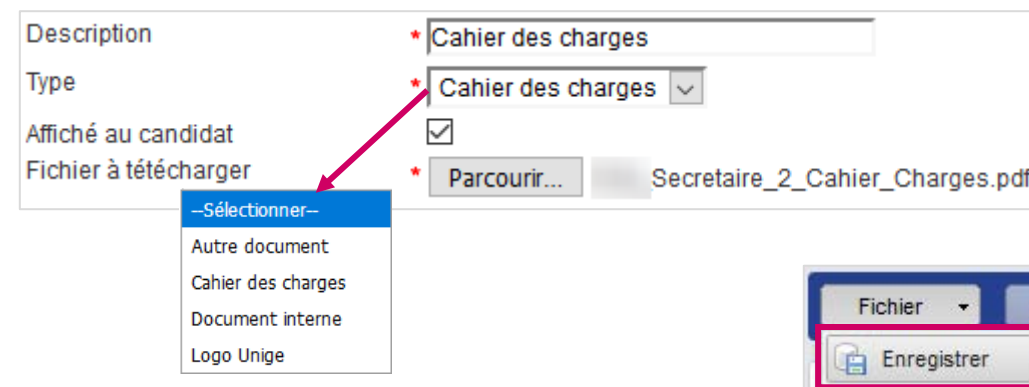 Description * Cahier des charges
Type * Cahier des charges
Affiché au candidat
Fichier à tétécharger * Parcourir... _Secretaire_2_Cahier_Charges.pdf
--Sélectionner--
Autre document
Cahier des charges
Document interne
Logo Unige
Fichier
Enregistrer